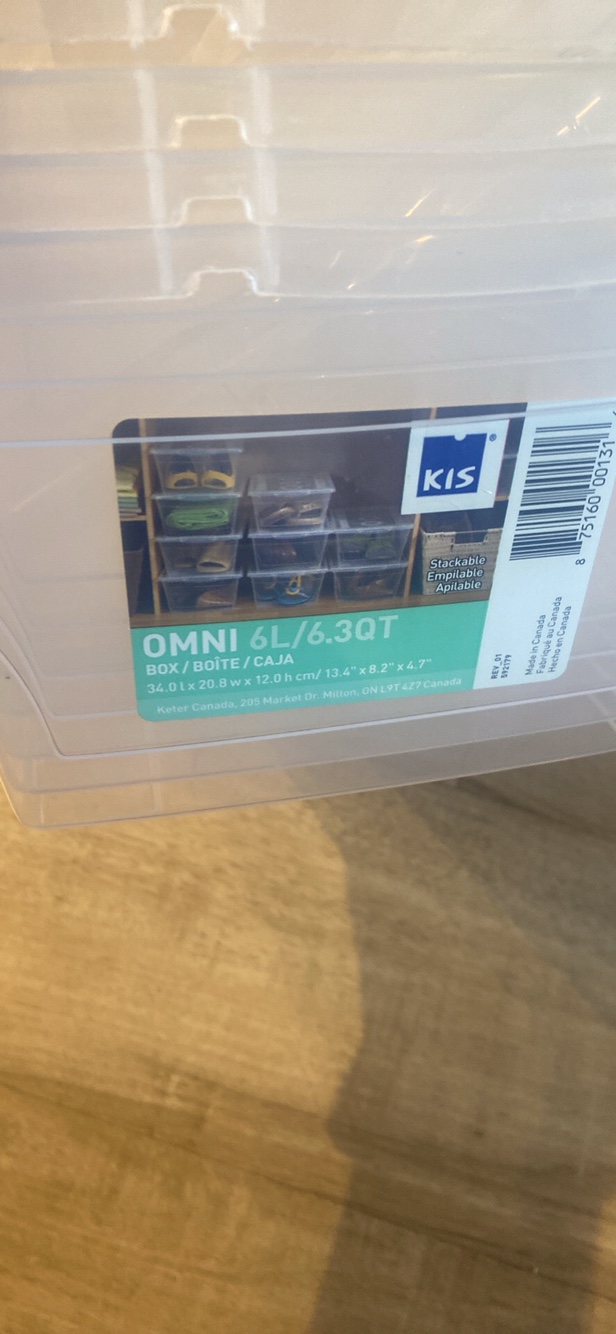 KIS®
Stackable
Empilable
Apilable
OMNI 6L/6.3QT
BOX / BOÎTE / CAJA
34.0 l x 20.8 w x 12.0 h cm/ 13.4" x 8.2" x 4.7"
Keter Canada, 205 Market Dr. Milton, ON L9T 4Z7 Canada
REV_01
592179
Made in Canada
Fabriqué au Canada
Hecho en Canada
8 75160 00131